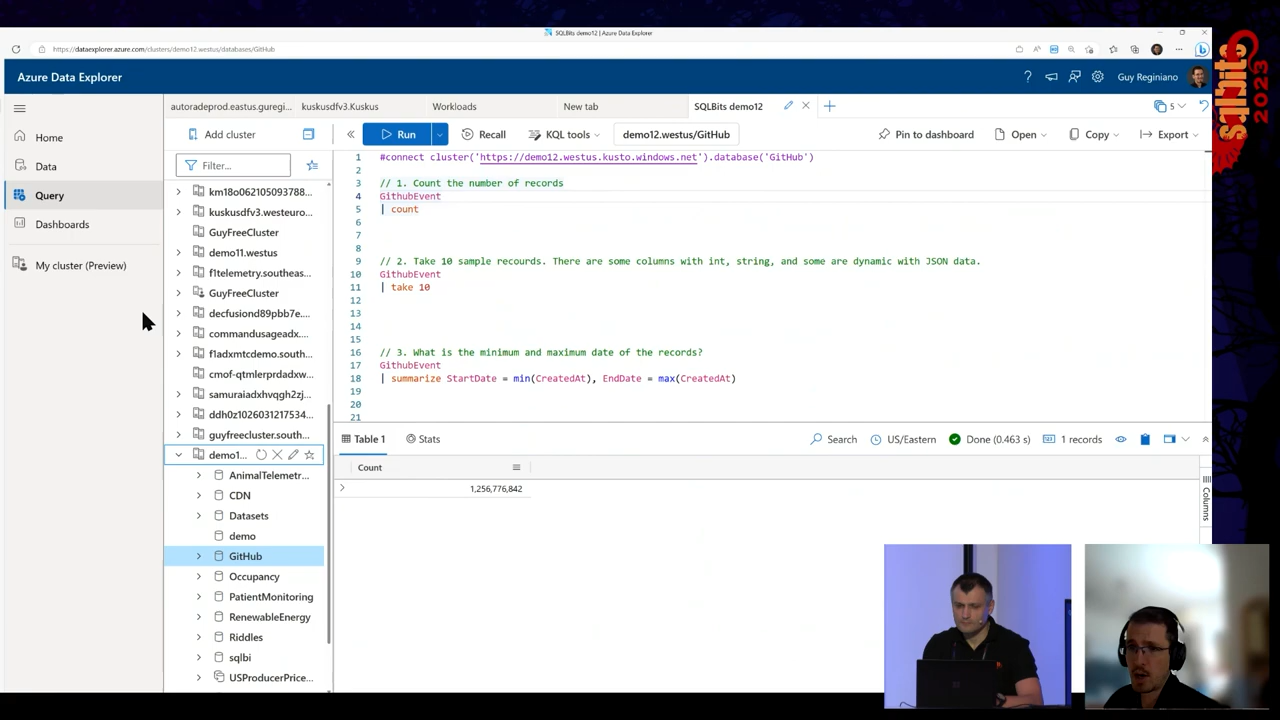 SQLBits demo12 | Azure Data Explorer
https://dataexplorer.azure.com/clusters/demo12.westus/databases/GitHub
Azure Data Explorer
Guy Reginiano
sqlbits
2023
autoradeprod.eastus.guregi...
kuskusdfv3.Kuskus
Workloads
New tab
SQLBits demo12
5
Home
Data
Query
Dashboards
My cluster (Preview)
Add cluster
Filter...
km18o062105093788...
kuskusdfv3.westeuro...
GuyFreeCluster
demo11.westus
f1telemetry.southeas...
GuyFreeCluster
decfusiond89pbb7e....
commandusageadx....
f1adxmtcdemo.south...
cmof-qtmlerprdadxw...
samuraiadxhvqgh2zj...
ddh0z1026031217534...
guyfreecluster.south...
demo1...
AnimalTelemetr...
CDN
Datasets
demo
GitHub
Occupancy
PatientMonitoring
RenewableEnergy
Riddles
sqlbi
USProducerPrice...
Run
Recall
KQL tools
demo12.westus/GitHub
Pin to dashboard
Open
Copy
Export
1 #connect cluster('https://demo12.westus.kusto.windows.net').database('GitHub')
2
3 // 1. Count the number of records
4 GithubEvent
5 | count
6
7
8
9 // 2. Take 10 sample recourds. There are some columns with int, string, and some are dynamic with JSON data.
10 GithubEvent
11 | take 10
12
13
14
15
16 // 3. What is the minimum and maximum date of the records?
17 GithubEvent
18 | summarize StartDate = min(CreatedAt), EndDate = max(CreatedAt)
19
20
21
Table 1
Stats
Search
US/Eastern
Done (0.463 s)
1 records
Count
1,256,776,842
Columns